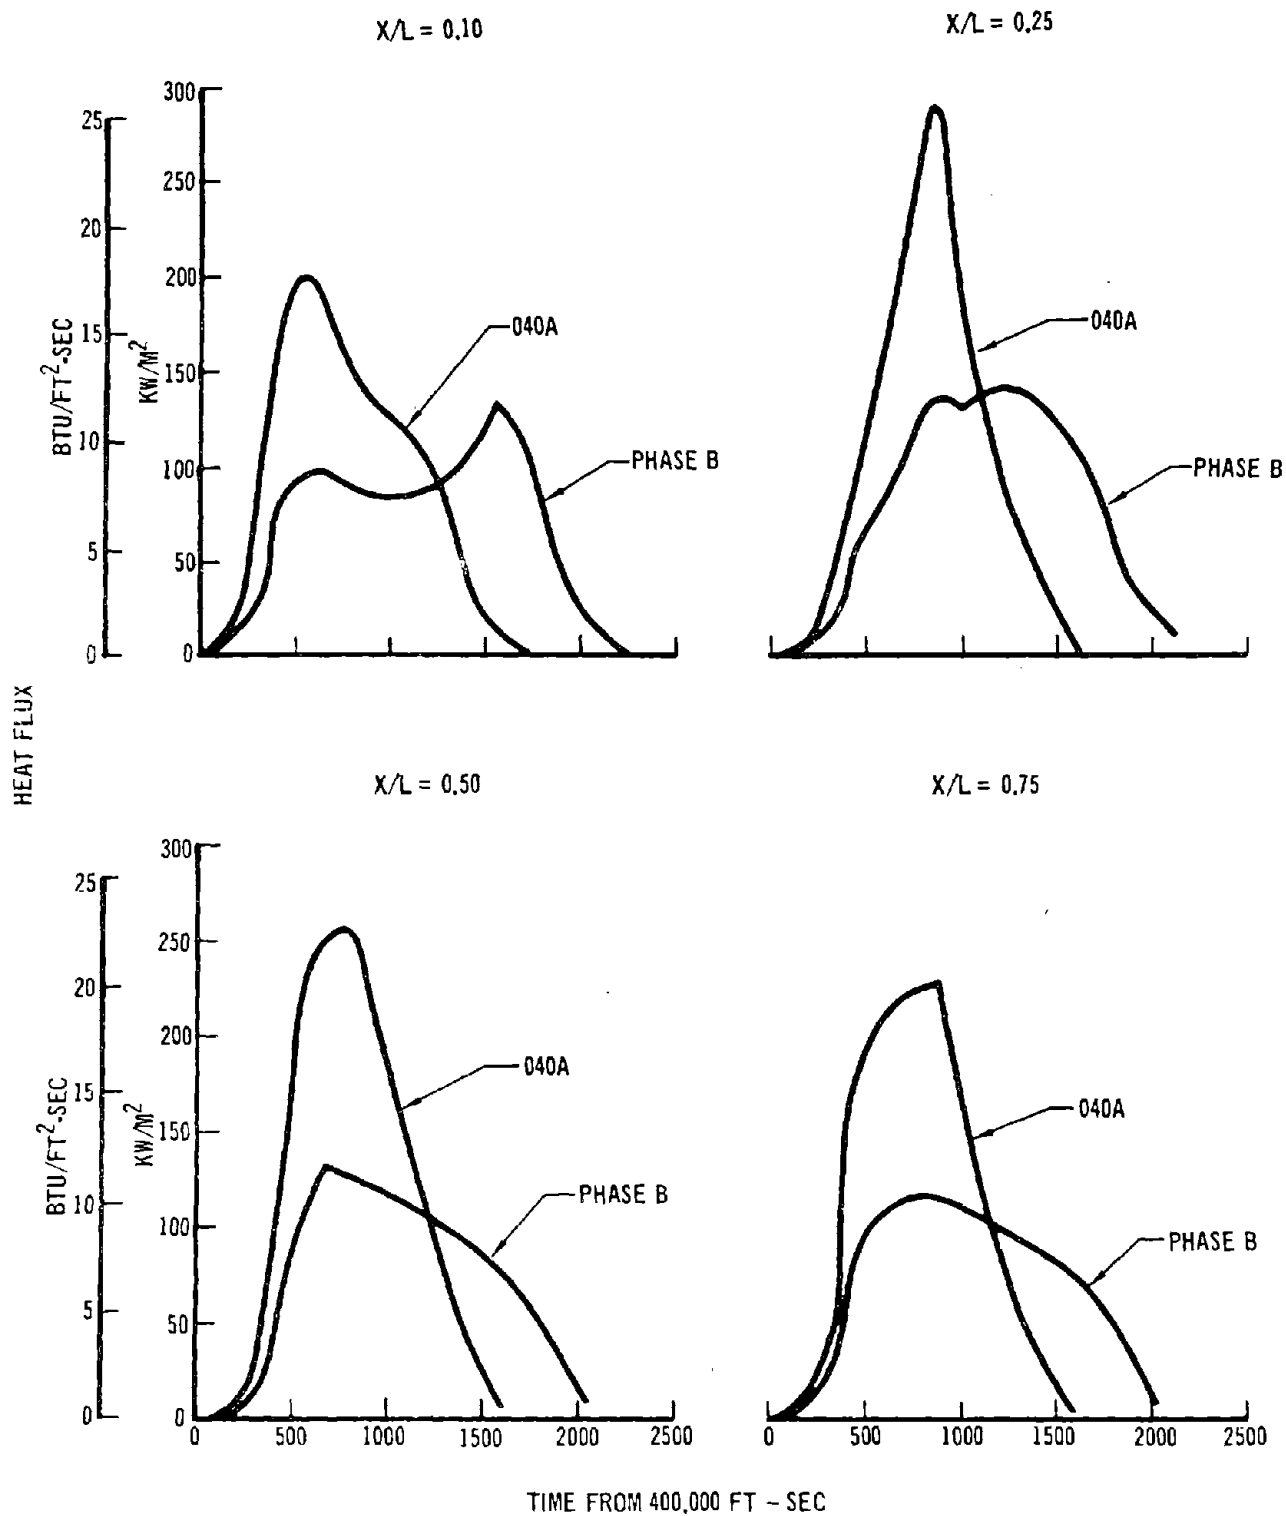 X/L = 0.10
X/L = 0.25
HEAT FLUX
BTU/FT²-SEC
25
20
15
10
5
0
KW/M²
300
250
200
150
100
50
0
040A
PHASE B
040A
PHASE B
X/L = 0.50
X/L = 0.75
BTU/FT²-SEC
25
20
15
10
5
0
KW/M²
300
250
200
150
100
50
0
040A
PHASE B
040A
PHASE B
0 500 1000 1500 2000 2500
0 500 1000 1500 2000 2500
TIME FROM 400,000 FT – SEC